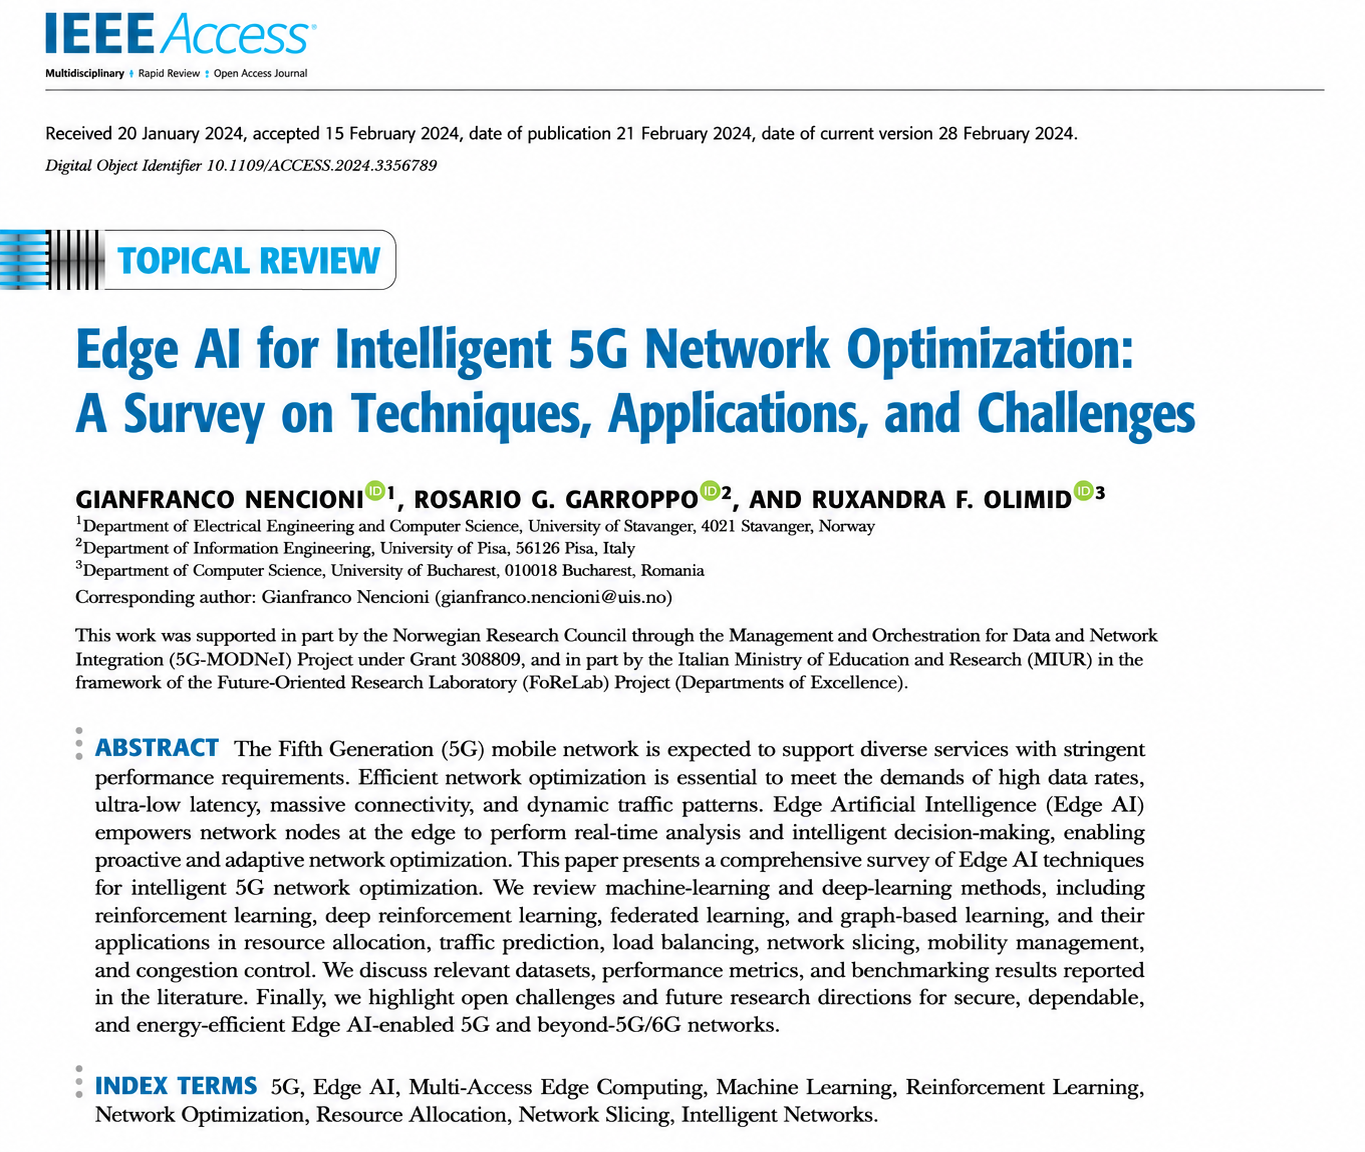 IEEE Access
Multidisciplinary Rapid Review Open Access Journal
Received 20 January 2024, accepted 15 February 2024, date of publication 21 February 2024, date of current version 28 February 2024.
Digital Object Identifier 10.1109/ACCESS.2024.3356789
TOPICAL REVIEW
Edge AI for Intelligent 5G Network Optimization:
A Survey on Techniques, Applications, and Challenges
GIANFRANCO NENCIONI iD 1, ROSARIO G. GARROPPO iD 2, AND RUXANDRA F. OLIMID iD 3
1Department of Electrical Engineering and Computer Science, University of Stavanger, 4021 Stavanger, Norway
2Department of Information Engineering, University of Pisa, 56126 Pisa, Italy
3Department of Computer Science, University of Bucharest, 010018 Bucharest, Romania
Corresponding author: Gianfranco Nencioni (gianfranco.nencioni@uis.no)
This work was supported in part by the Norwegian Research Council through the Management and Orchestration for Data and Network
Integration (5G-MODNeI) Project under Grant 308809, and in part by the Italian Ministry of Education and Research (MIUR) in the
framework of the Future-Oriented Research Laboratory (FoReLab) Project (Departments of Excellence).
ABSTRACT The Fifth Generation (5G) mobile network is expected to support diverse services with stringent
performance requirements. Efficient network optimization is essential to meet the demands of high data rates,
ultra-low latency, massive connectivity, and dynamic traffic patterns. Edge Artificial Intelligence (Edge AI)
empowers network nodes at the edge to perform real-time analysis and intelligent decision-making, enabling
proactive and adaptive network optimization. This paper presents a comprehensive survey of Edge AI techniques
for intelligent 5G network optimization. We review machine-learning and deep-learning methods, including
reinforcement learning, deep reinforcement learning, federated learning, and graph-based learning, and their
applications in resource allocation, traffic prediction, load balancing, network slicing, mobility management,
and congestion control. We discuss relevant datasets, performance metrics, and benchmarking results reported
in the literature. Finally, we highlight open challenges and future research directions for secure, dependable,
and energy-efficient Edge AI-enabled 5G and beyond-5G/6G networks.
INDEX TERMS 5G, Edge AI, Multi-Access Edge Computing, Machine Learning, Reinforcement Learning,
Network Optimization, Resource Allocation, Network Slicing, Intelligent Networks.